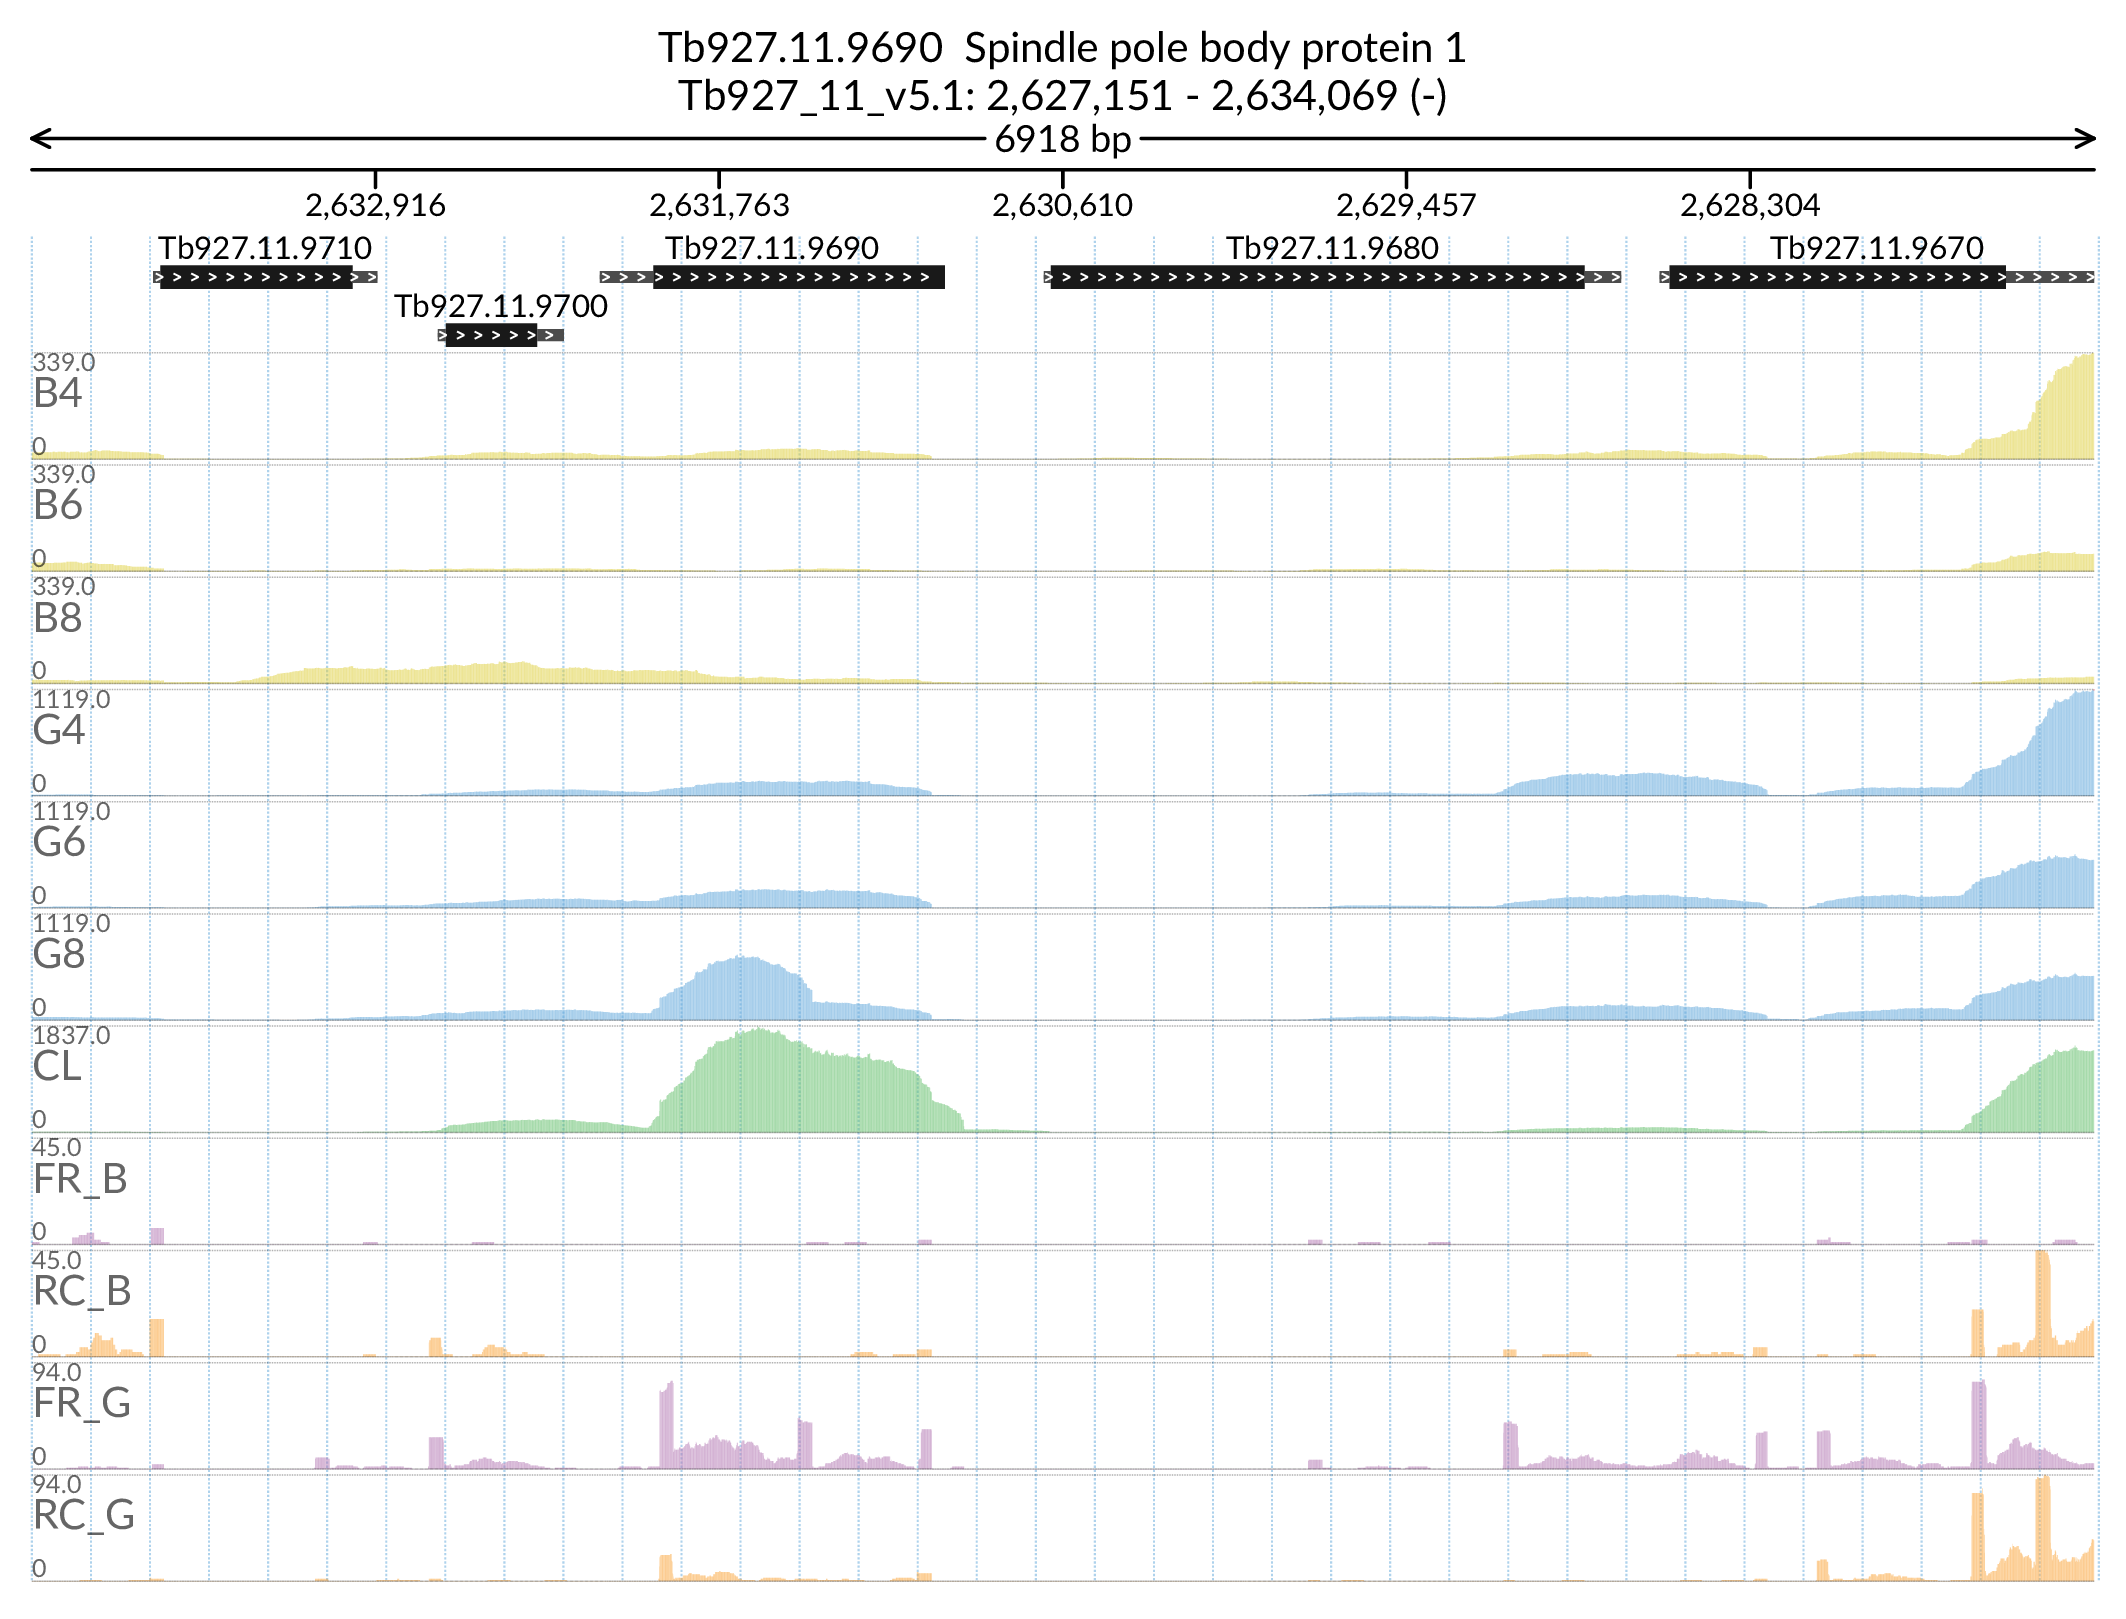 Tb927.11.9690  Spindle pole body protein 1
Tb927_11_v5.1: 2,627,151 - 2,634,069 (-)
6918 bp
2,632,916 2,631,763 2,630,610 2,629,457 2,628,304
Tb927.11.9710 Tb927.11.9690 Tb927.11.9680 Tb927.11.9670
Tb927.11.9700
339.0
B4
0
339.0
B6
0
339.0
B8
0
1119.0
G4
0
1119.0
G6
0
1119.0
G8
0
1837.0
CL
0
45.0
FR_B
0
45.0
RC_B
0
94.0
FR_G
0
94.0
RC_G
0